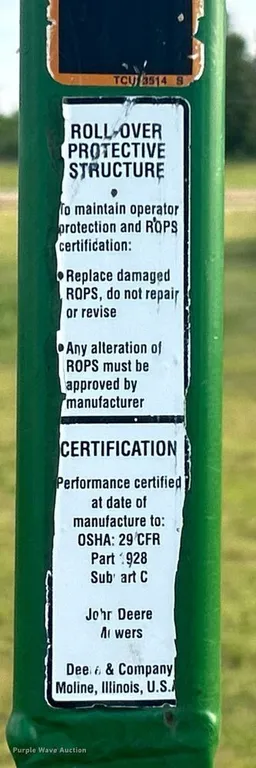 TCU 3514 S
ROLL-OVER
PROTECTIVE
STRUCTURE
To maintain operator
protection and ROPS
certification:
• Replace damaged
ROPS, do not repair
or revise
• Any alteration of
ROPS must be
approved by
manufacturer
CERTIFICATION
Performance certified
at date of
manufacture to:
OSHA: 29 CFR
Part 1928
Subpart C
John Deere
Dee & Company
Moline, Illinois, U.S.
Purple Wave Auction